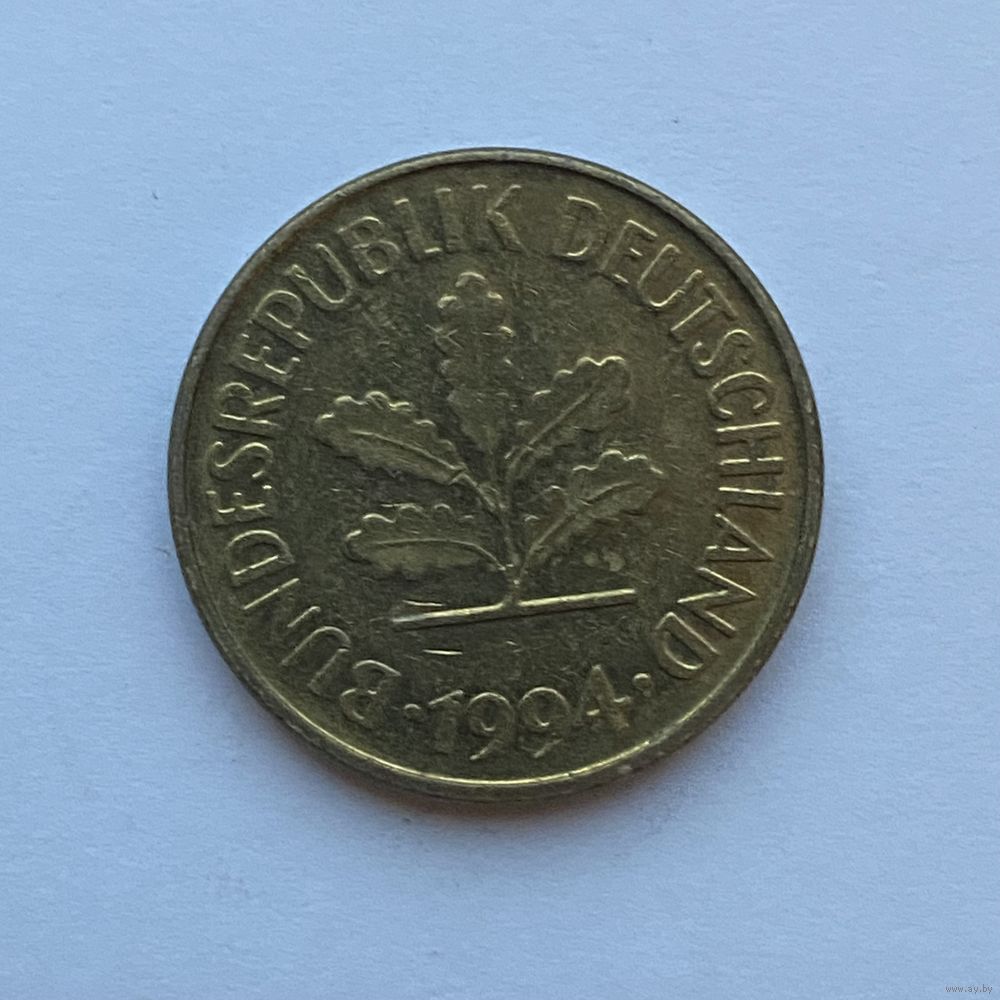 BUNDESREPUBLIK DEUTSCHLAND
· 1994 ·
www.ay.by